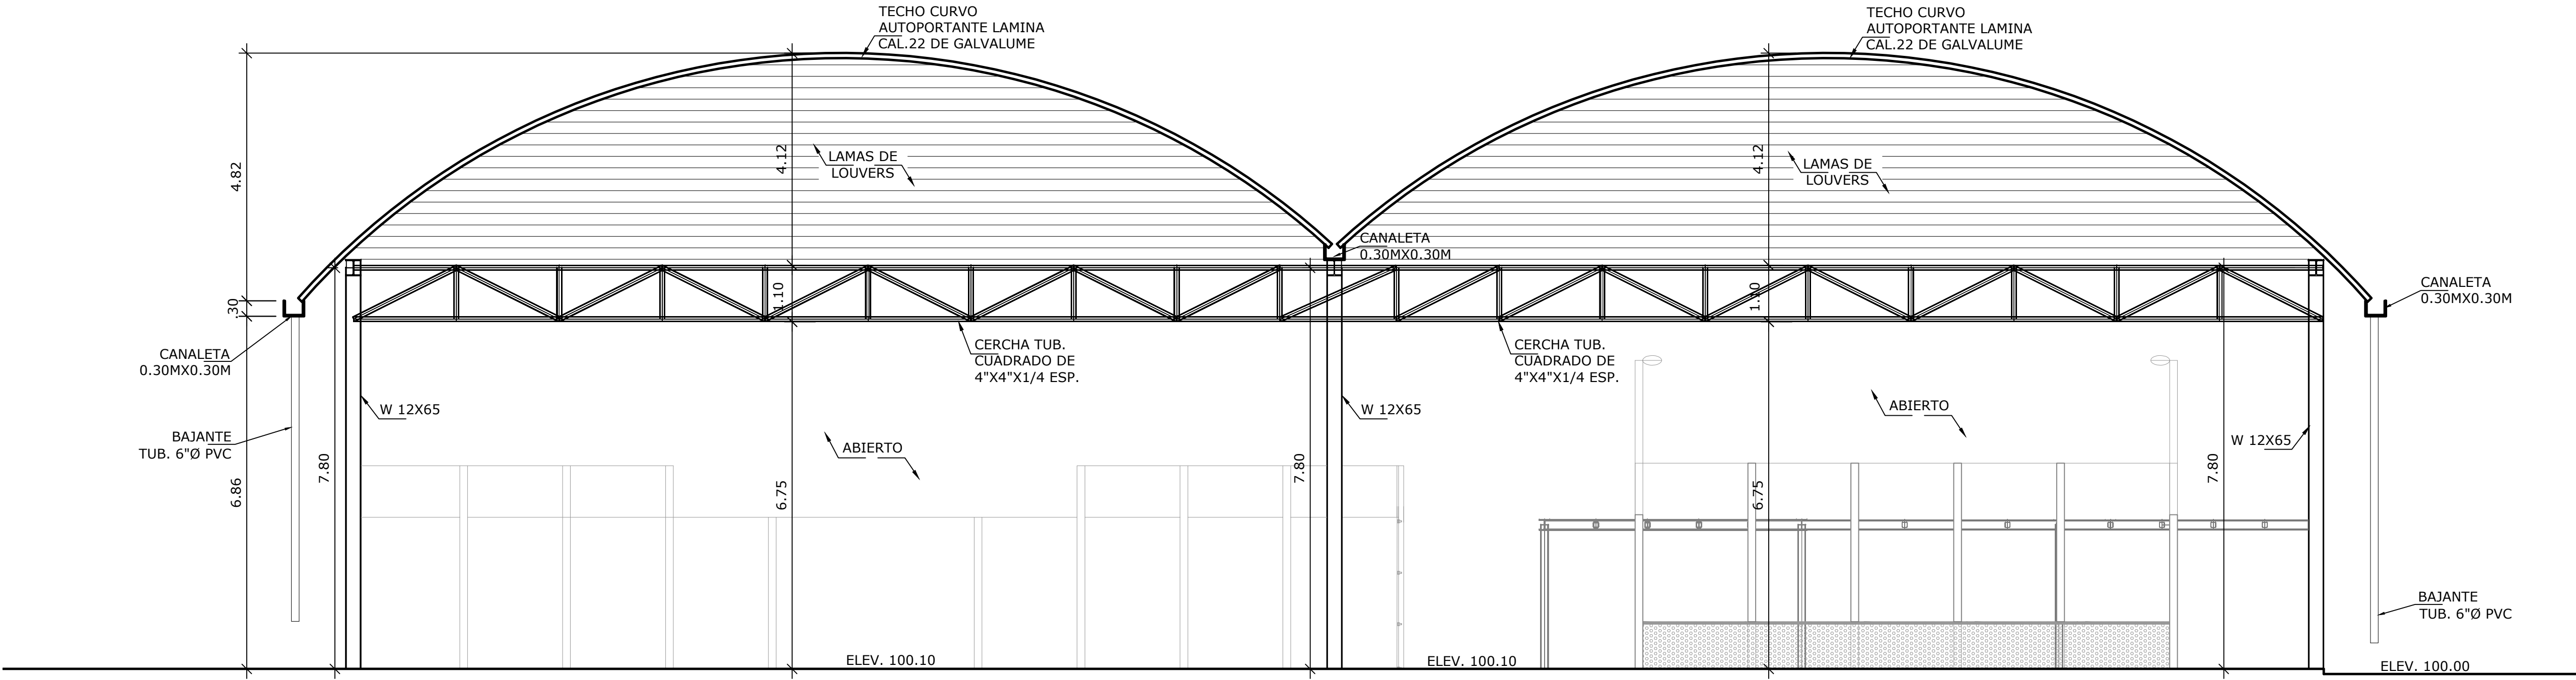 TECHO CURVO
AUTOPORTANTE LAMINA
CAL.22 DE GALVALUME
TECHO CURVO
AUTOPORTANTE LAMINA
CAL.22 DE GALVALUME
4.82
4.12
LAMAS DE
LOUVERS
4.12
LAMAS DE
LOUVERS
CANALETA
0.30MX0.30M
.30
1.10
1.10
CANALETA
0.30MX0.30M
CANALETA
0.30MX0.30M
CERCHA TUB.
CUADRADO DE
4"X4"X1/4 ESP.
CERCHA TUB.
CUADRADO DE
4"X4"X1/4 ESP.
W 12X65
W 12X65
ABIERTO
W 12X65
BAJANTE
TUB. 6"Ø PVC
ABIERTO
7.80
7.80
7.80
6.86
6.75
6.75
BAJANTE
TUB. 6"Ø PVC
ELEV. 100.10
ELEV. 100.10
ELEV. 100.00